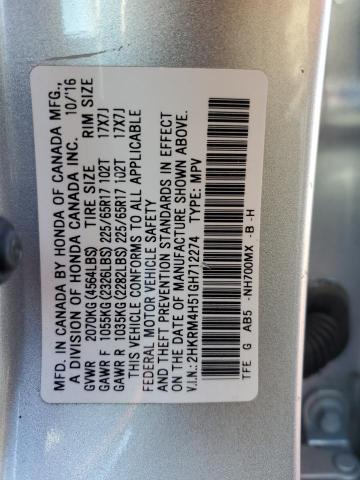 MFD. IN CANADA BY HONDA OF CANADA MFG.,
A DIVISION OF HONDA CANADA INC. 10/'16
GVWR 2070KG(4564LBS) TIRE SIZE RIM SIZE
GAWR F 1055KG(2326LBS) 225/65R17 102T 17X7J
GAWR R 1035KG(2282LBS) 225/65R17 102T 17X7J
THIS VEHICLE CONFORMS TO ALL APPLICABLE
FEDERAL MOTOR VEHICLE SAFETY
AND THEFT PREVENTION STANDARDS IN EFFECT
ON THE DATE OF MANUFACTURE SHOWN ABOVE.
V.I.N.: 2HKRM4H51GH712274 TYPE: MPV
TFE G AB5 -NH700MX -B -H